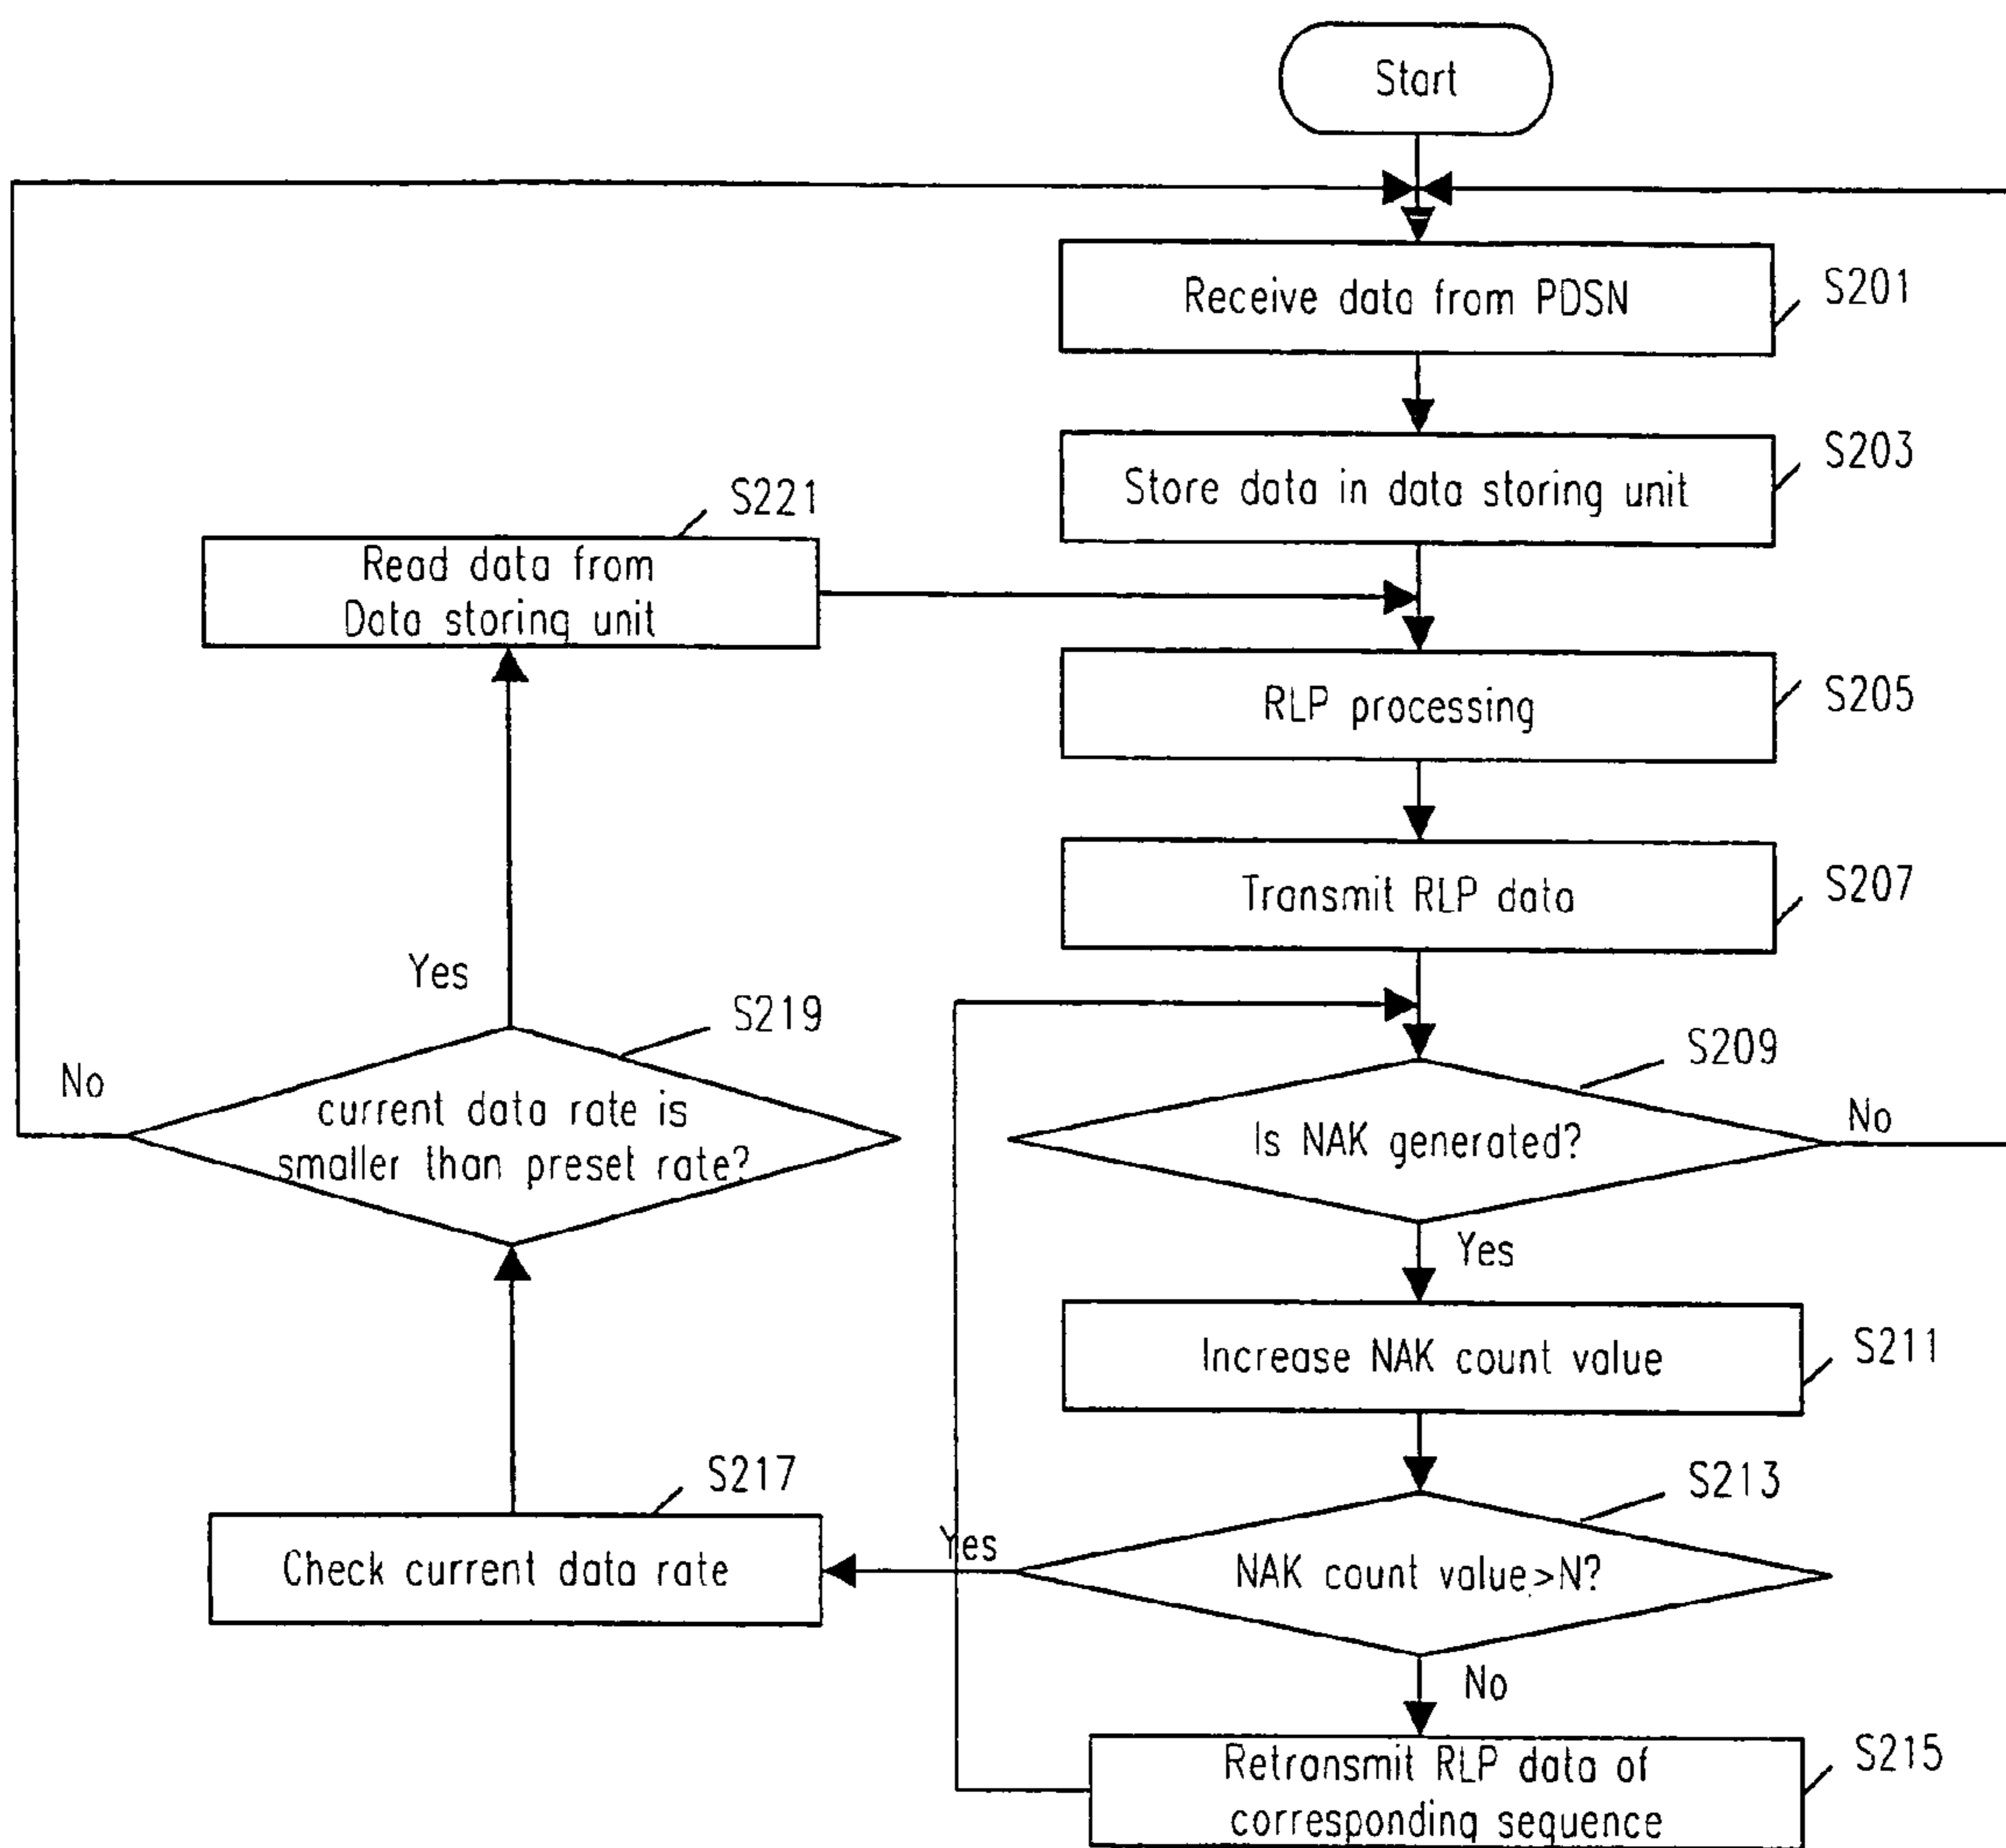 Start
Receive data from PDSN
S201
Store data in data storing unit
S203
S221
Read data from
Data storing unit
RLP processing
S205
Transmit RLP data
S207
Yes
S219
No
current data rate is
smaller than preset rate?
S209
Is NAK generated?
No
Yes
Increase NAK count value
S211
S217
Check current data rate
Yes
S213
NAK count value>N?
No
Retransmit RLP data of
corresponding sequence
S215